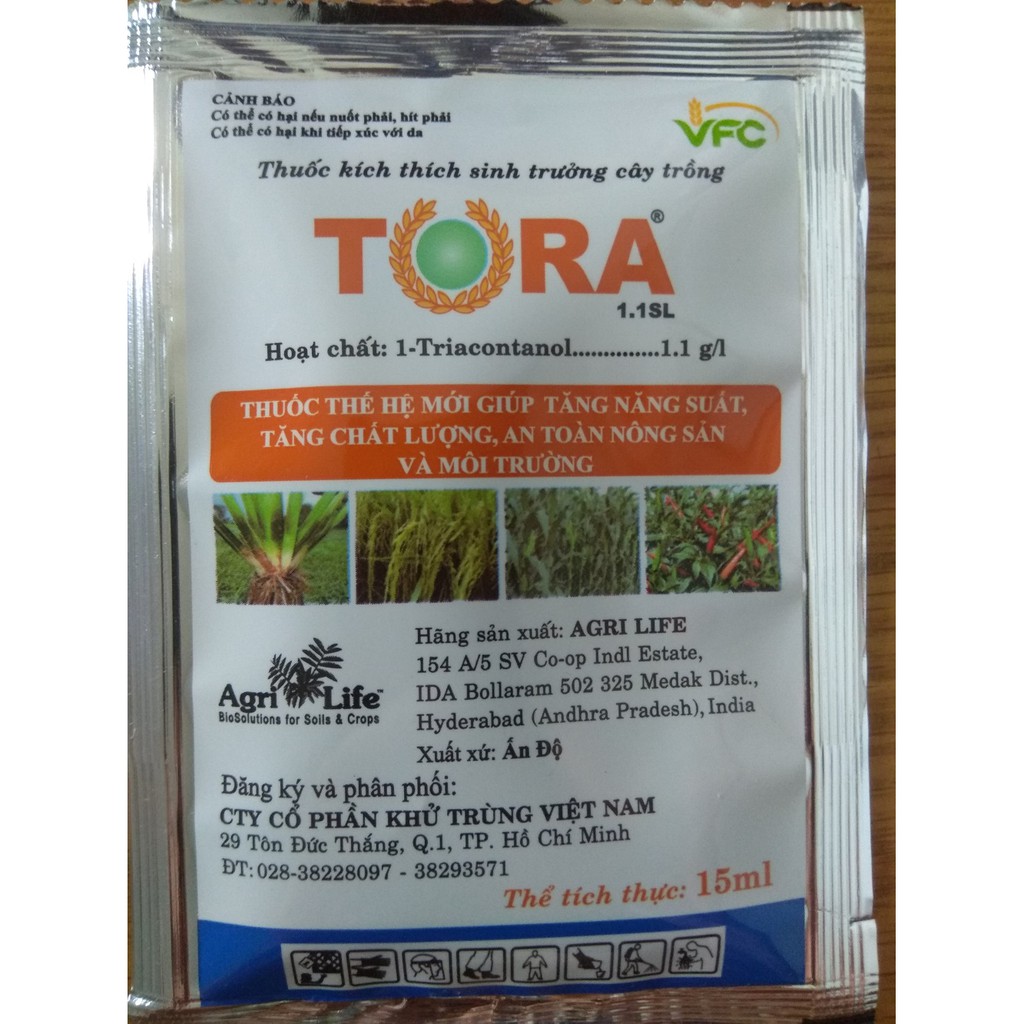 CẢNH BÁO
Có thể có hại nếu nuốt phải, hít phải
Có thể có hại khi tiếp xúc với da
VFC
Thuốc kích thích sinh trưởng cây trồng
TORA®
1.1SL
Hoạt chất: 1-Triacontanol...............1.1 g/l
THUỐC THẾ HỆ MỚI GIÚP TĂNG NĂNG SUẤT,
TĂNG CHẤT LƯỢNG, AN TOÀN NÔNG SẢN
VÀ MÔI TRƯỜNG
Agri Life™
BioSolutions for Soils & Crops
Hãng sản xuất: AGRI LIFE
154 A/5 SV Co-op Indl Estate,
IDA Bollaram 502 325 Medak Dist.,
Hyderabad (Andhra Pradesh), India
Xuất xứ: Ấn Độ
Đăng ký và phân phối:
CTY CỔ PHẦN KHỬ TRÙNG VIỆT NAM
29 Tôn Đức Thắng, Q.1, TP. Hồ Chí Minh
ĐT: 028-38228097 - 38293571
Thể tích thực: 15ml